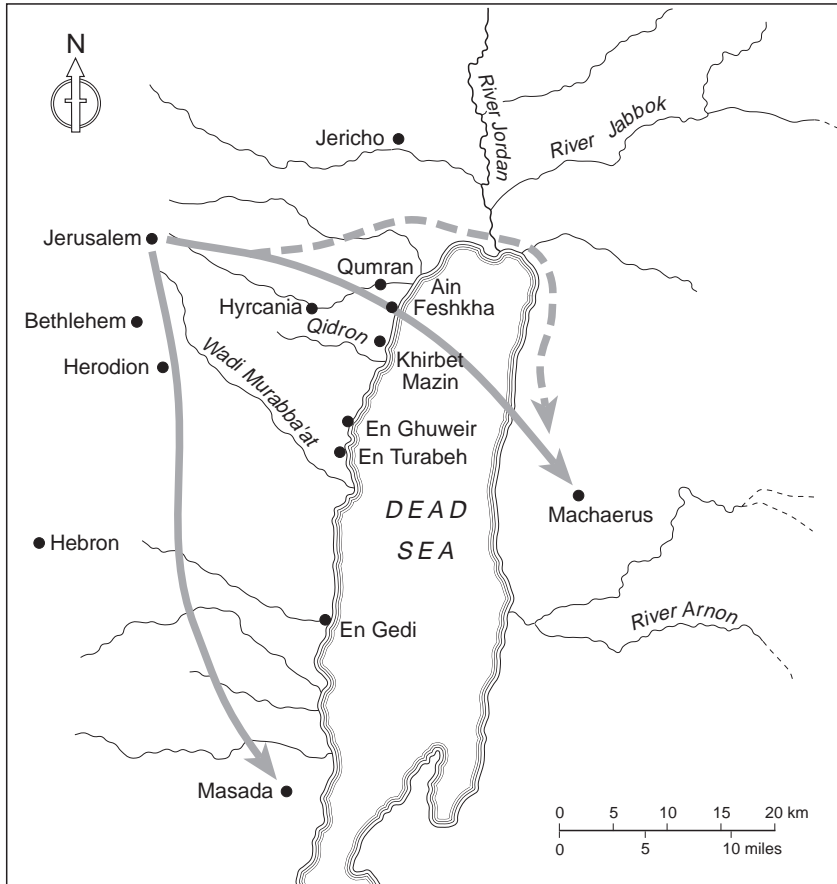 N
River Jordan
River Jabbok
Jericho
Jerusalem
Qumran
Ain
Feshkha
Hyrcania
Qidron
Bethlehem
Khirbet
Mazin
Herodion
Wadi Murabba'at
En Ghuweir
En Turabeh
DEAD
SEA
Machaerus
Hebron
River Arnon
En Gedi
Masada
0 5 10 15 20 km
0 5 10 miles